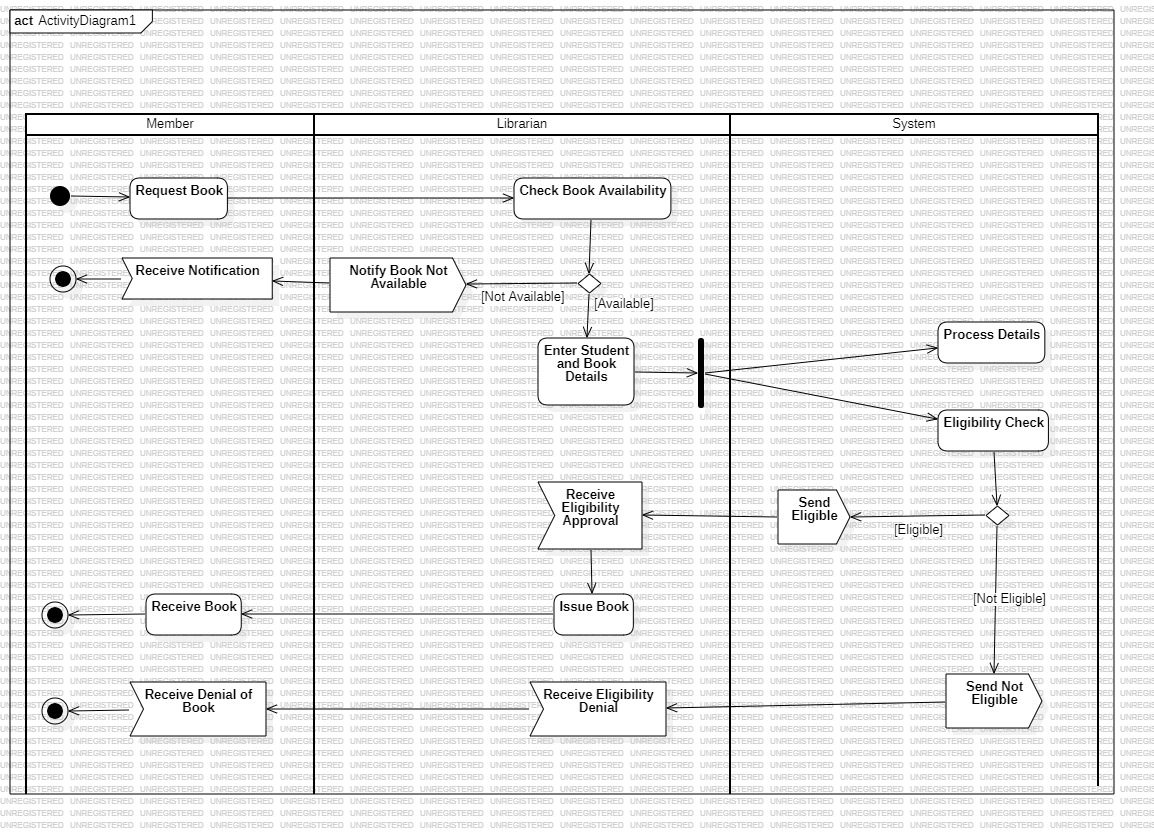 act ActivityDiagram1
Member
Librarian
System
Request Book
Check Book Availability
Receive Notification
Notify Book Not
Available
[Not Available]
[Available]
Enter Student
and Book
Details
Process Details
Eligibility Check
Receive
Eligibility
Approval
Send
Eligible
[Eligible]
[Not Eligible]
Receive Book
Issue Book
Receive Denial of
Book
Receive Eligibility
Denial
Send Not
Eligible
UNREGISTERED